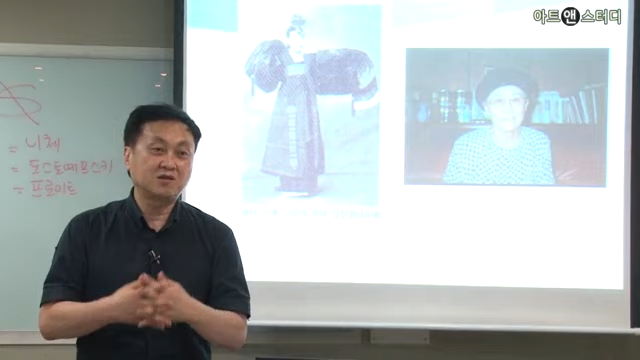 아트앤스터디
= 니체
= 도스토예프스키
= 프로이트